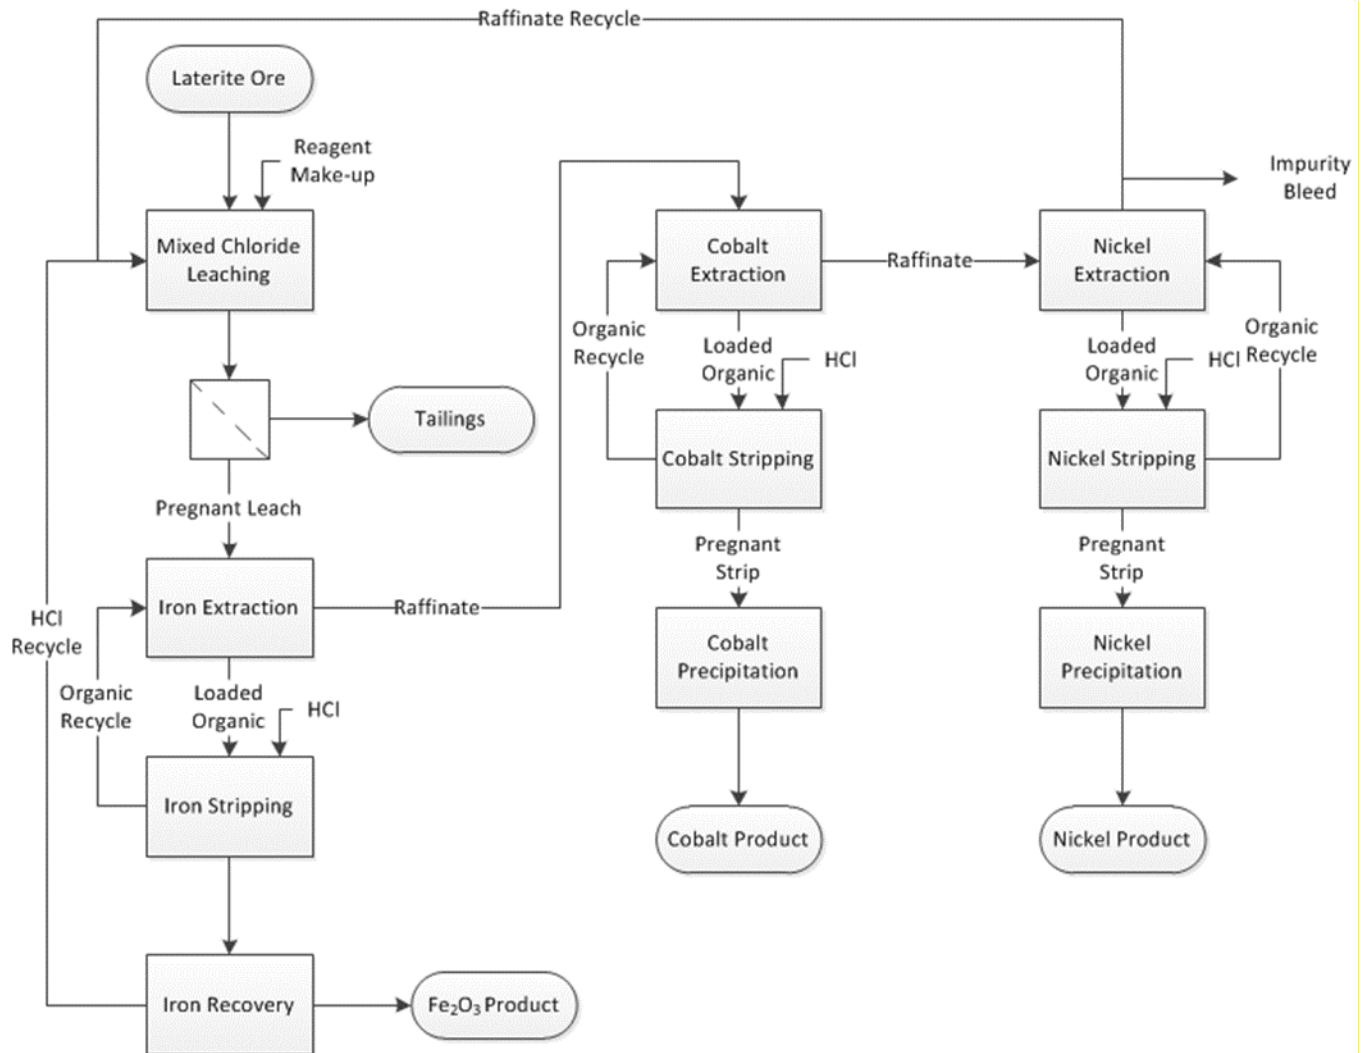 Raffinate Recycle
Laterite Ore
Reagent
Make-up
Impurity
Bleed
Mixed Chloride
Leaching
Cobalt
Extraction
Raffinate
Nickel
Extraction
Organic
Recycle
Loaded
Organic
HCl
Loaded
Organic
HCl
Organic
Recycle
Tailings
Cobalt Stripping
Nickel Stripping
Pregnant Leach
Pregnant
Strip
Pregnant
Strip
Iron Extraction
Raffinate
HCl
Recycle
Cobalt
Precipitation
Nickel
Precipitation
Organic
Recycle
Loaded
Organic
HCl
Iron Stripping
Cobalt Product
Nickel Product
Iron Recovery
Fe₂O₃ Product